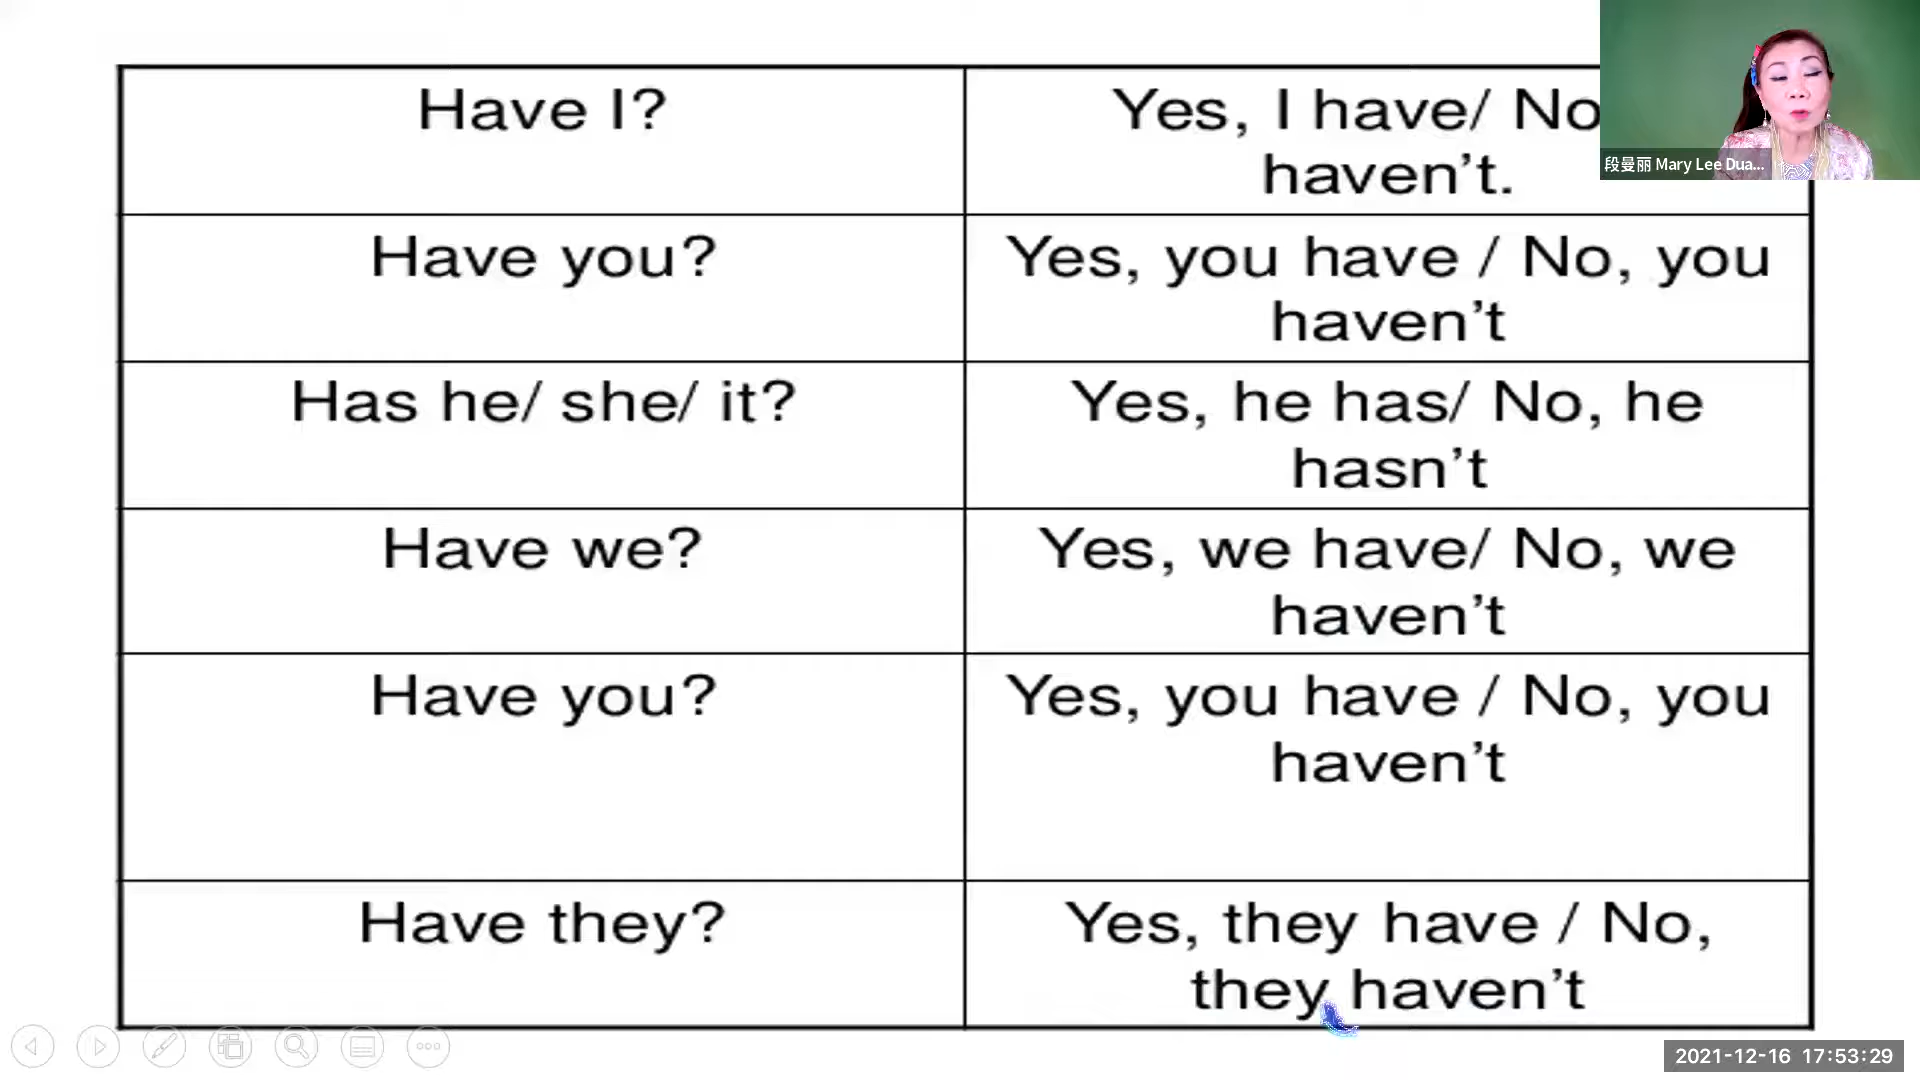 Have I?
Yes, I have/ No
haven't.
Have you?
Yes, you have / No, you
haven't
Has he/ she/ it?
Yes, he has/ No, he
hasn't
Have we?
Yes, we have/ No, we
haven't
Have you?
Yes, you have / No, you
haven't
Have they?
Yes, they have / No,
they haven't
段曼丽 Mary Lee Dua...
2021-12-16 17:53:29